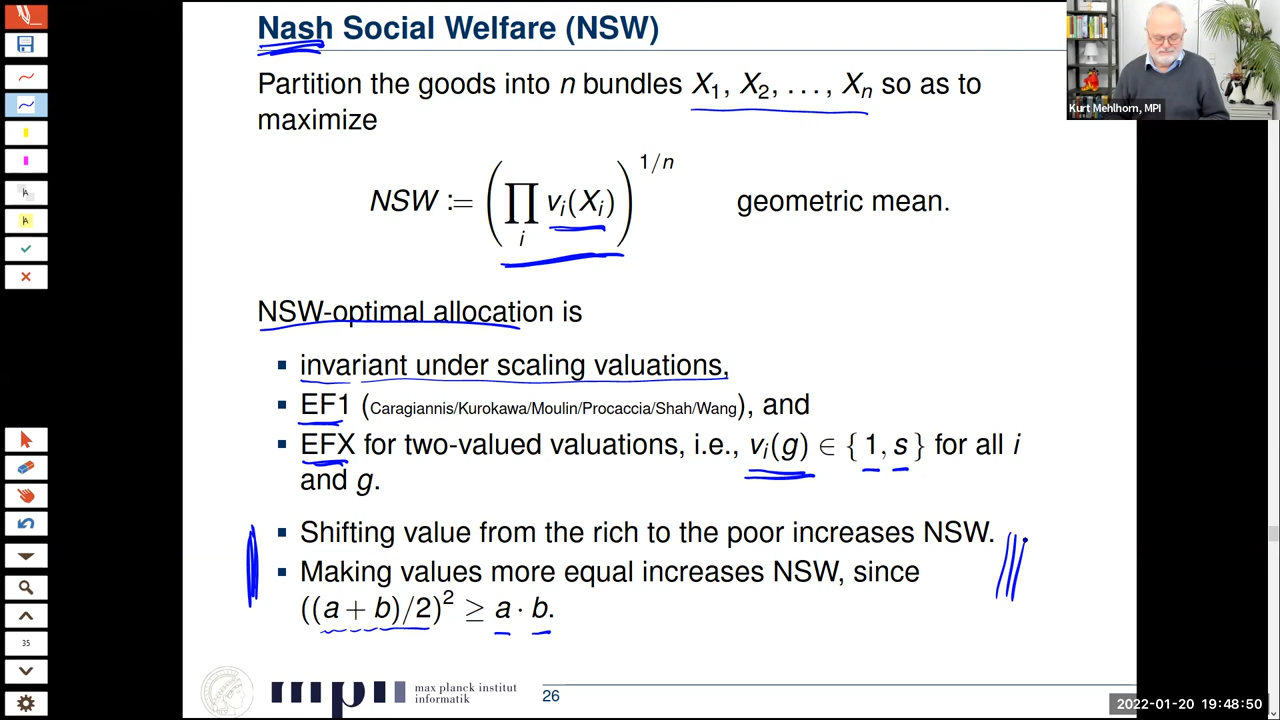 Nash Social Welfare (NSW)
Partition the goods into n bundles X₁, X₂, . . . , Xₙ so as to
maximize
NSW := (∏ᵢ vᵢ(Xᵢ))^{1/n} geometric mean.
NSW-optimal allocation is
invariant under scaling valuations,
EF1 (Caragiannis/Kurokawa/Moulin/Procaccia/Shah/Wang), and
EFX for two-valued valuations, i.e., vᵢ(g) ∈ { 1, s } for all i
and g.
Shifting value from the rich to the poor increases NSW.
Making values more equal increases NSW, since
((a + b)/2)² ≥ a · b.
max planck institut
informatik
26
Kurt Mehlhorn, MPI
35
2022-01-20 19:48:50